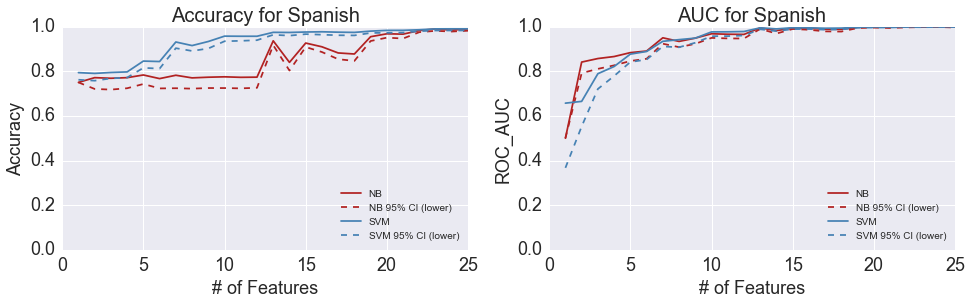 Accuracy for Spanish
1.0
0.8
0.6
0.4
0.2
0.0
Accuracy
NB
NB 95% CI (lower)
SVM
SVM 95% CI (lower)
0 5 10 15 20 25
# of Features
AUC for Spanish
1.0
0.8
0.6
0.4
0.2
0.0
ROC_AUC
NB
NB 95% CI (lower)
SVM
SVM 95% CI (lower)
0 5 10 15 20 25
# of Features